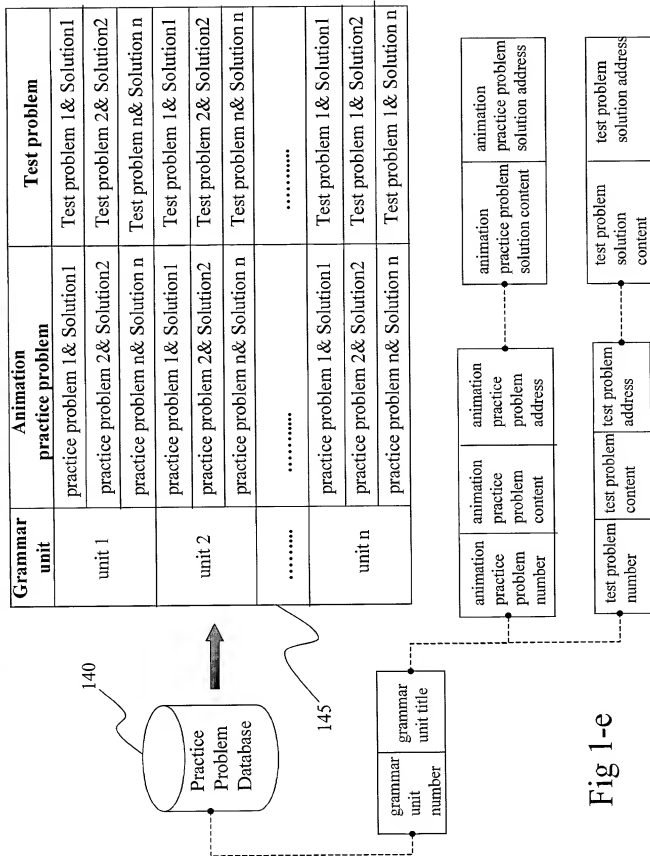 140
Practice
Problem
Database
145
Grammar
unit
Animation
practice problem
Test problem
unit 1
practice problem 1& Solution1
Test problem 1& Solution1
practice problem 2& Solution2
Test problem 2& Solution2
practice problem n& Solution n
Test problem n& Solution n
unit 2
practice problem 1& Solution1
Test problem 1& Solution1
practice problem 2& Solution2
Test problem 2& Solution2
practice problem n& Solution n
Test problem n& Solution n
.........
...........
...........
unit n
practice problem 1& Solution1
Test problem 1& Solution1
practice problem 2& Solution2
Test problem 1& Solution2
practice problem n& Solution n
Test problem 1& Solution n
grammar
unit
number
grammar
unit title
animation
practice
problem
number
animation
practice
problem
content
animation
practice
problem
address
animation
practice problem
solution content
animation
practice problem
solution address
test problem
number
test problem
content
test problem
address
test problem
solution
content
test problem
solution address
Fig 1-e